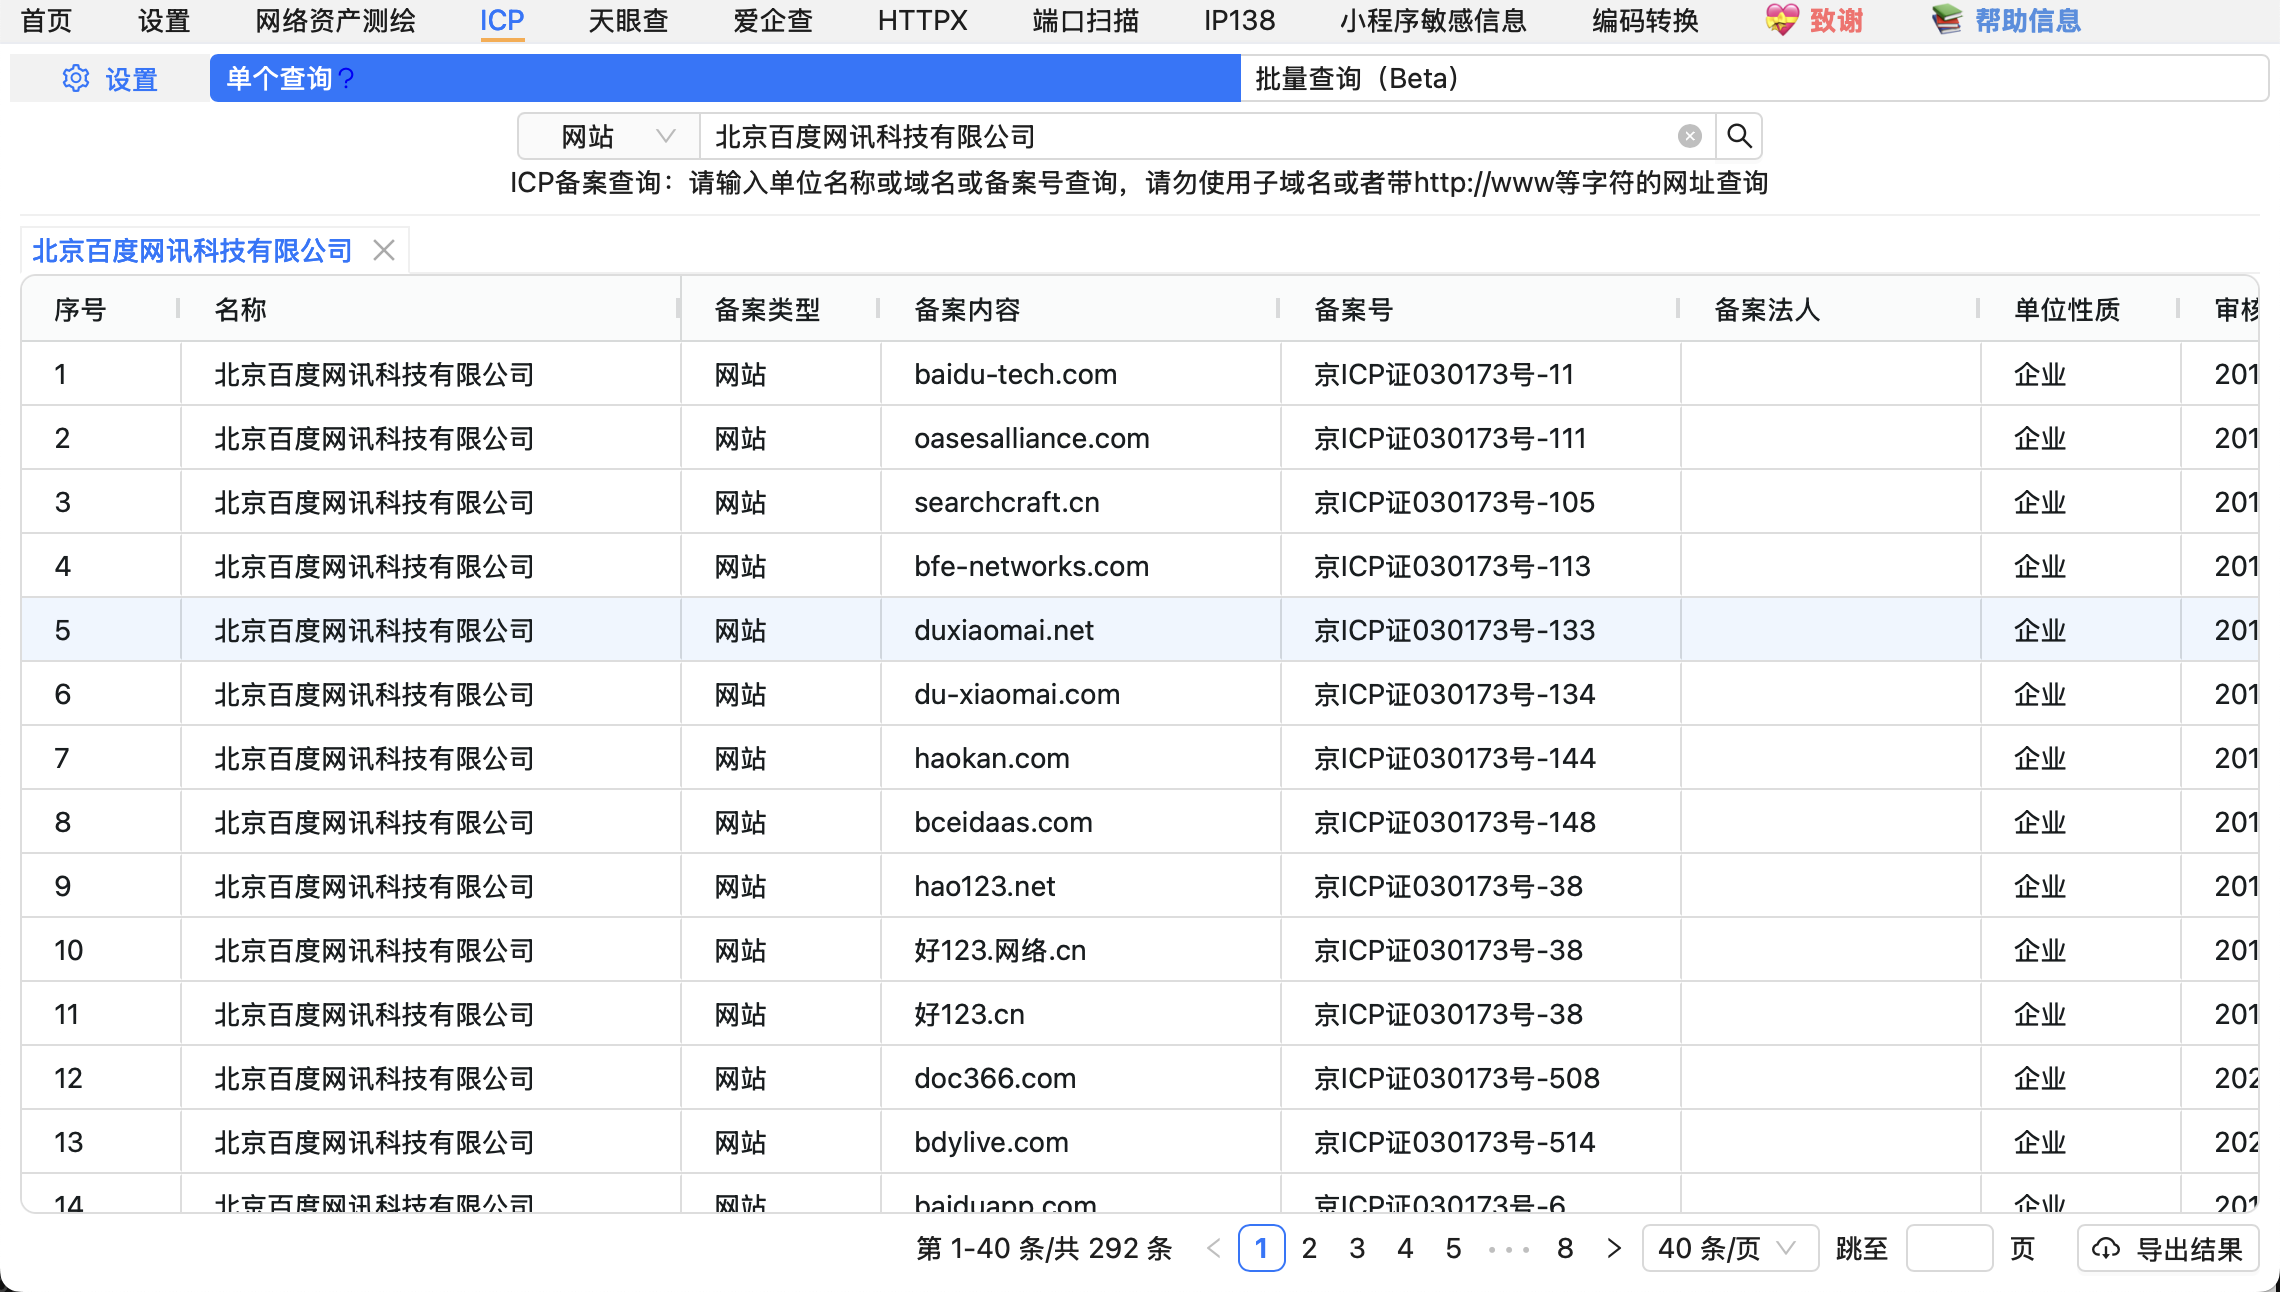 首页 设置 网络资产测绘 ICP 天眼查 爱企查 HTTPX 端口扫描 IP138 小程序敏感信息 编码转换 致谢 帮助信息
设置 单个查询? 批量查询（Beta）
网站 北京百度网讯科技有限公司
ICP备案查询：请输入单位名称或域名或备案号查询，请勿使用子域名或者带http://www等字符的网址查询
北京百度网讯科技有限公司
序号 名称 备案类型 备案内容 备案号 备案法人 单位性质 审核
1 北京百度网讯科技有限公司 网站 baidu-tech.com 京ICP证030173号-11 企业 201
2 北京百度网讯科技有限公司 网站 oasesalliance.com 京ICP证030173号-111 企业 201
3 北京百度网讯科技有限公司 网站 searchcraft.cn 京ICP证030173号-105 企业 201
4 北京百度网讯科技有限公司 网站 bfe-networks.com 京ICP证030173号-113 企业 201
5 北京百度网讯科技有限公司 网站 duxiaomai.net 京ICP证030173号-133 企业 201
6 北京百度网讯科技有限公司 网站 du-xiaomai.com 京ICP证030173号-134 企业 201
7 北京百度网讯科技有限公司 网站 haokan.com 京ICP证030173号-144 企业 201
8 北京百度网讯科技有限公司 网站 bceidaas.com 京ICP证030173号-148 企业 201
9 北京百度网讯科技有限公司 网站 hao123.net 京ICP证030173号-38 企业 201
10 北京百度网讯科技有限公司 网站 好123.网络.cn 京ICP证030173号-38 企业 201
11 北京百度网讯科技有限公司 网站 好123.cn 京ICP证030173号-38 企业 201
12 北京百度网讯科技有限公司 网站 doc366.com 京ICP证030173号-508 企业 202
13 北京百度网讯科技有限公司 网站 bdylive.com 京ICP证030173号-514 企业 202
14 北京百度网讯科技有限公司 网站 baiduapp.com 京ICP证030173号-6 企业 201
第 1-40 条/共 292 条 < 1 2 3 4 5 ••• 8 > 40 条/页 跳至 页 导出结果